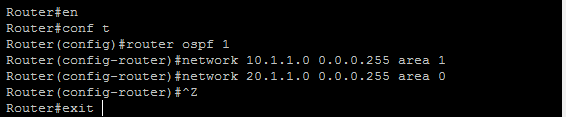 Router#en
Router#conf t
Router(config)#router ospf 1
Router(config-router)#network 10.1.1.0 0.0.0.255 area 1
Router(config-router)#network 20.1.1.0 0.0.0.255 area 0
Router(config-router)#^Z
Router#exit